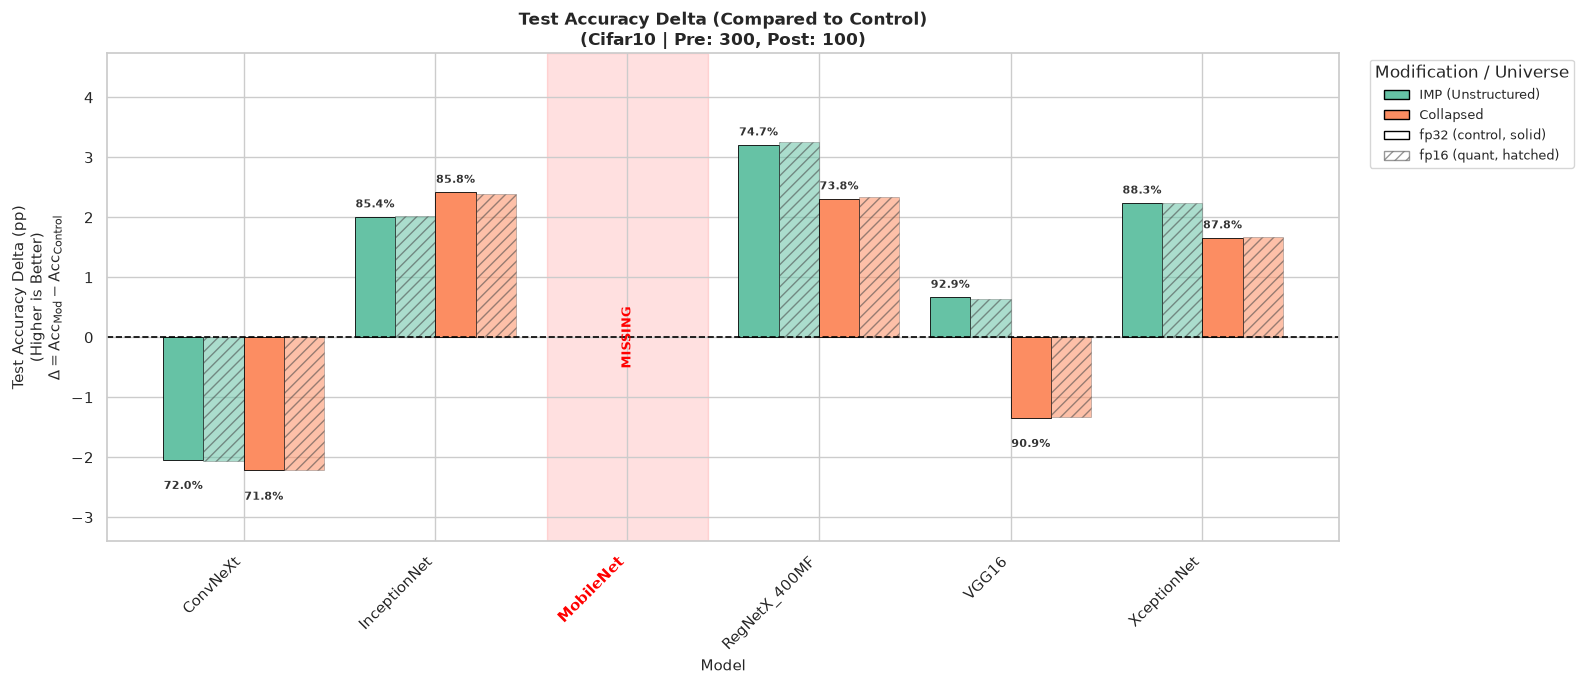 Test Accuracy Delta (Compared to Control)
(Cifar10 | Pre: 300, Post: 100)
Test Accuracy Delta (pp)
(Higher is Better)
Δ = Acc_Mod − Acc_Control
4
3
2
1
0
−1
−2
−3
72.0%
71.8%
85.4%
85.8%
MISSING
74.7%
73.8%
92.9%
90.9%
88.3%
87.8%
ConvNeXt
InceptionNet
MobileNet
RegNetX_400MF
VGG16
XceptionNet
Model
Modification / Universe
IMP (Unstructured)
Collapsed
fp32 (control, solid)
fp16 (quant, hatched)